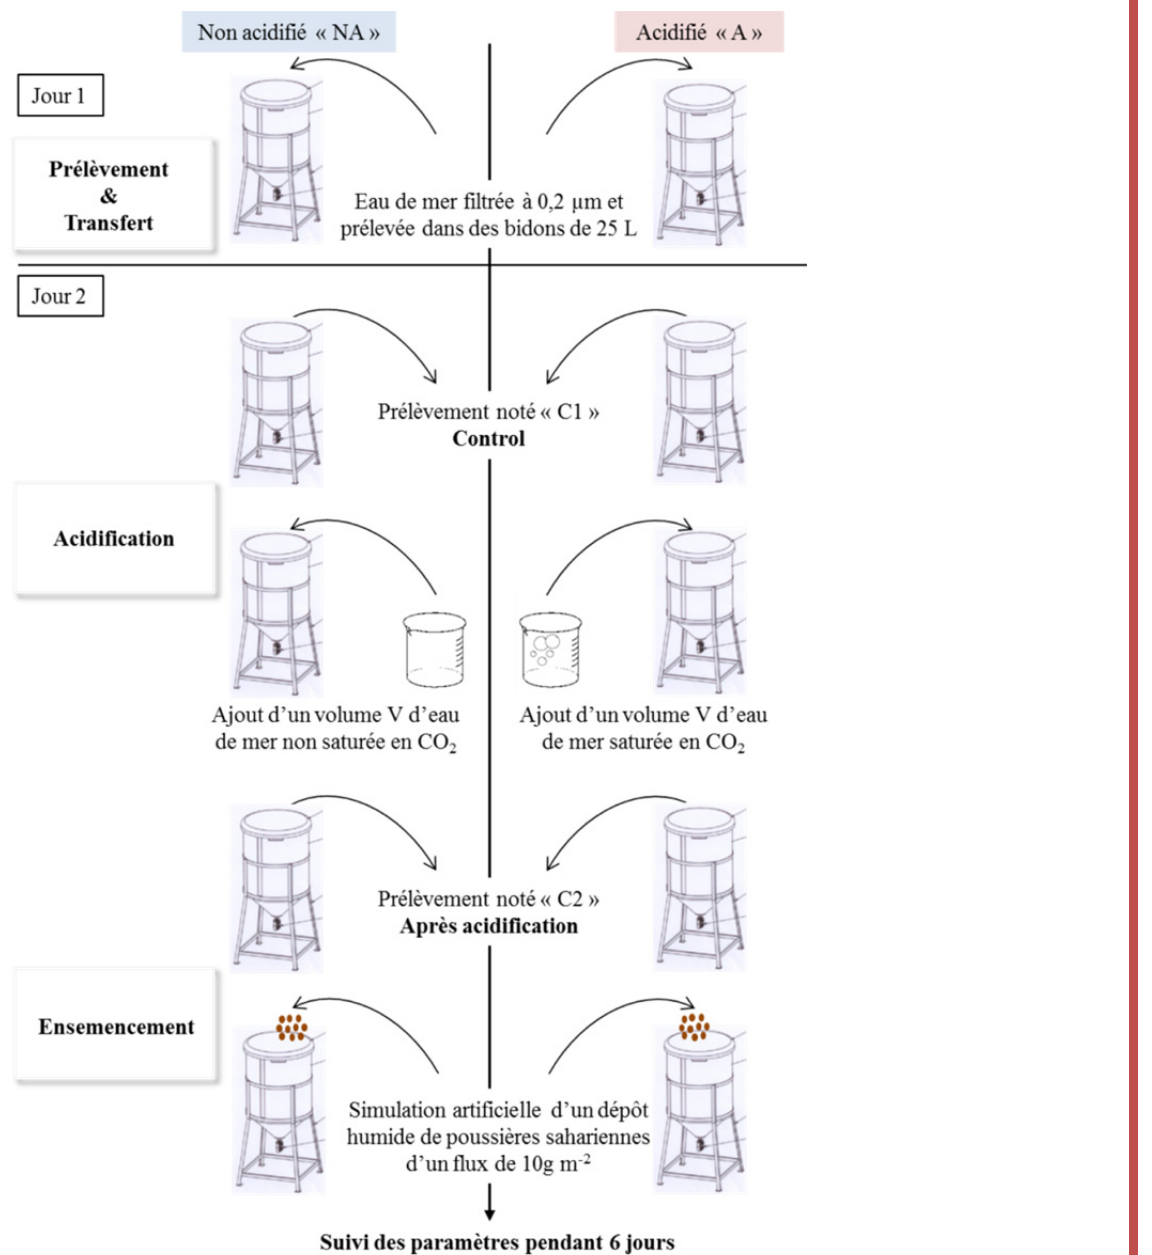 Non acidifié « NA »
Acidifié « A »
Jour 1
Prélèvement
&
Transfert
Eau de mer filtrée à 0,2 µm et
prélevée dans des bidons de 25 L
Jour 2
Prélèvement noté « C1 »
Control
Acidification
Ajout d’un volume V d’eau
de mer non saturée en CO₂
Ajout d’un volume V d’eau
de mer saturée en CO₂
Prélèvement noté « C2 »
Après acidification
Ensemencement
Simulation artificielle d’un dépôt
humide de poussières sahariennes
d’un flux de 10g m⁻²
Suivi des paramètres pendant 6 jours